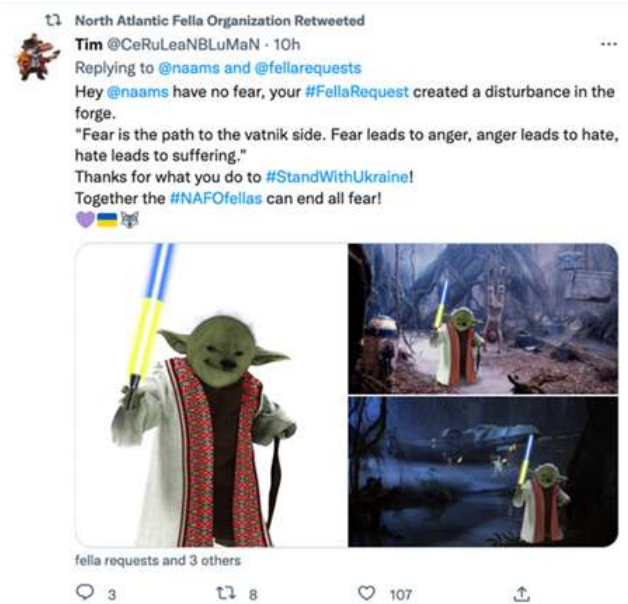 North Atlantic Fella Organization Retweeted
Tim @CeRuLeaNBLuMaN · 10h
Replying to @naams and @fellarequests
Hey @naams have no fear, your #FellaRequest created a disturbance in the
forge.
"Fear is the path to the vatnik side. Fear leads to anger, anger leads to hate,
hate leads to suffering."
Thanks for what you do to #StandWithUkraine!
Together the #NAFOfellas can end all fear!
💜🇺🇦🐺
fella requests and 3 others
3 8 107